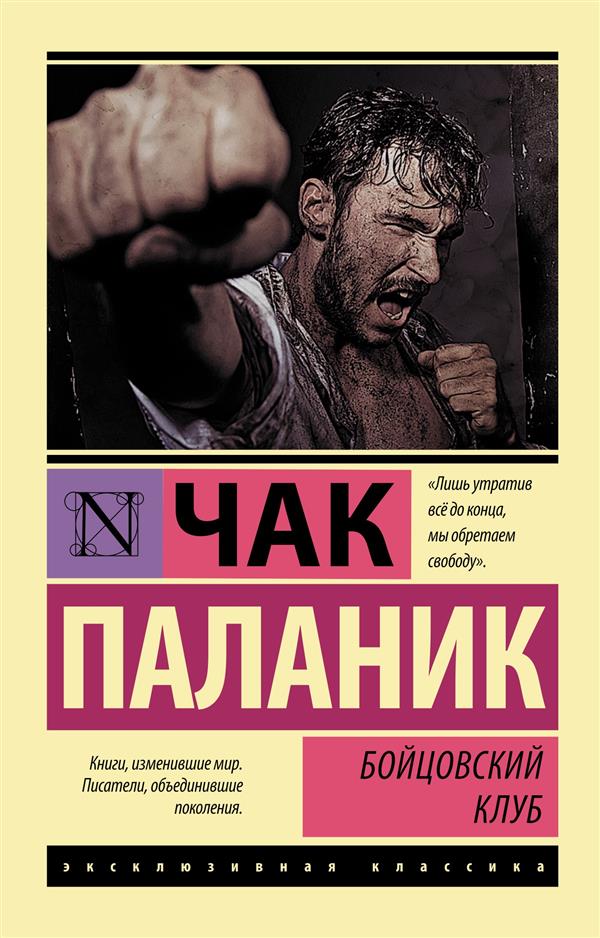 N
ЧАК
«Лишь утратив
всё до конца,
мы обретаем
свободу».
ПАЛАНИК
Книги, изменившие мир.
Писатели, объединившие
поколения.
БОЙЦОВСКИЙ
КЛУБ
эксклюзивная классика